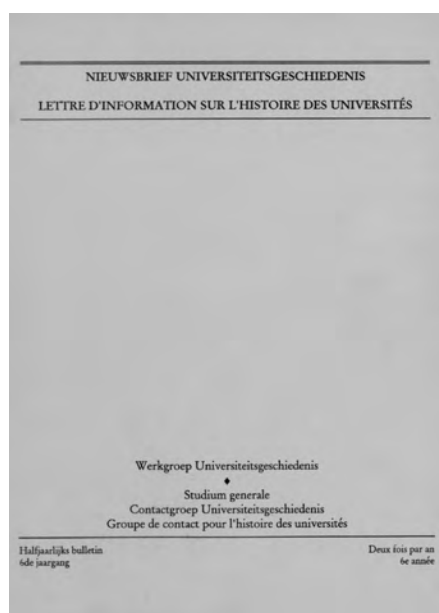 NIEUWSBRIEF UNIVERSITEITSGESCHIEDENIS
LETTRE D'INFORMATION SUR L'HISTOIRE DES UNIVERSITÉS
Werkgroep Universiteitsgeschiedenis
♦
Studium generale
Contactgroep Universiteitsgeschiedenis
Groupe de contact pour l'histoire des universités
Halfjaarlijks bulletin
6de jaargang
Deux fois par an
6e année